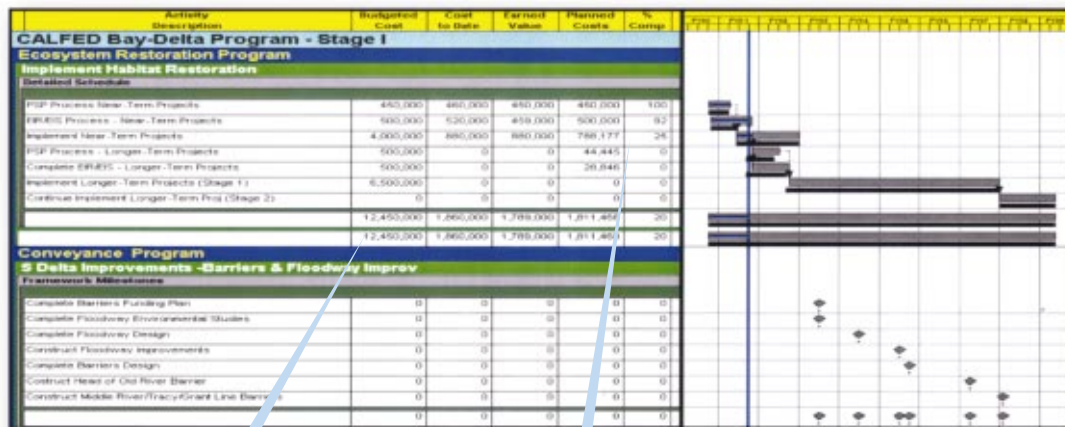 Activity Description Budgeted Cost Cost to Date Earned Value Planned Costs % Comp
CALFED Bay-Delta Program - Stage I
Ecosystem Restoration Program
Implement Habitat Restoration
Detailed Schedule
PSP Process Near-Term Projects 450,000 460,000 450,000 450,000 100
EIR/EIS Process - Near-Term Projects 500,000 520,000 459,000 500,000 92
Implement Near-Term Projects 4,000,000 880,000 880,000 788,177 25
PSP Process - Longer-Term Projects 500,000 0 0 44,445 0
Complete EIR/EIS - Longer-Term Projects 500,000 0 0 28,846 0
Implement Longer-Term Projects (Stage 1) 6,500,000 0 0 0 0
Continue Implement Longer-Term Proj (Stage 2) 0 0 0 0 0
12,450,000 1,860,000 1,789,000 1,811,468 20
12,450,000 1,860,000 1,789,000 1,811,468 20
Conveyance Program
S Delta Improvements -Barriers & Floodway Improv
Framework Milestones
Complete Barriers Funding Plan 0 0 0 0 0
Complete Floodway Environmental Studies 0 0 0 0 0
Complete Floodway Design 0 0 0 0 0
Construct Floodway Improvements 0 0 0 0 0
Complete Barriers Design 0 0 0 0 0
Costruct Head of Old River Barrier 0 0 0 0 0
Construct Middle River/Tracy/Grant Line Barriers 0 0 0 0 0
0 0 0 0 0